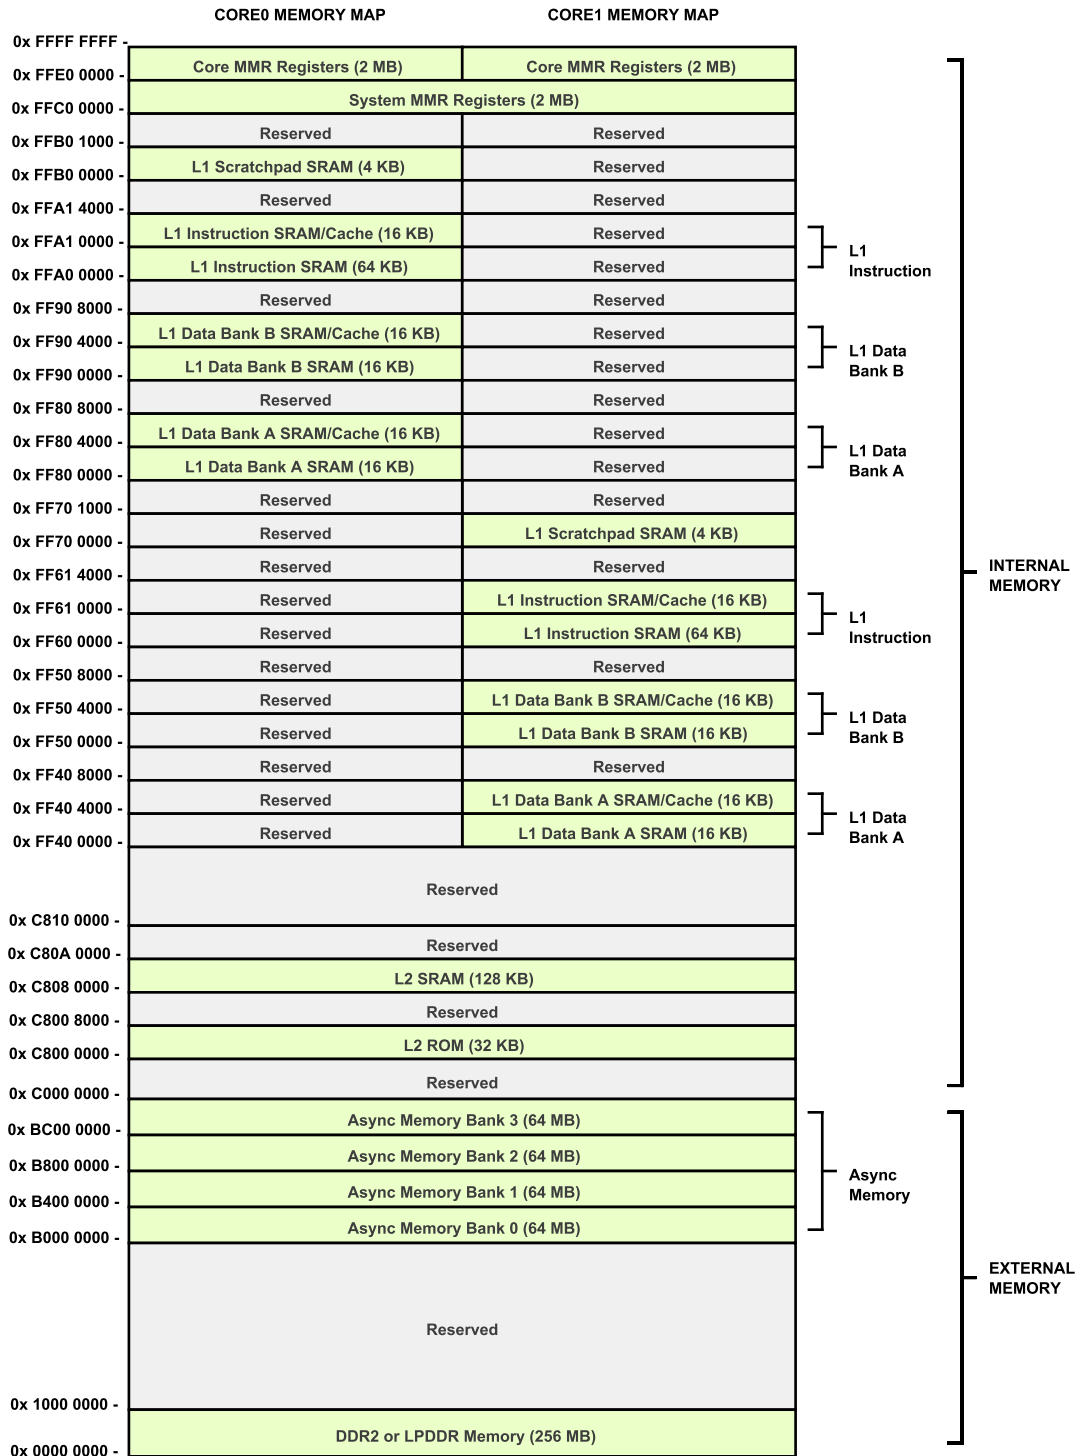 CORE0 MEMORY MAP CORE1 MEMORY MAP
0x FFFF FFFF -
Core MMR Registers (2 MB) Core MMR Registers (2 MB)
0x FFE0 0000 -
System MMR Registers (2 MB)
0x FFC0 0000 -
Reserved Reserved
0x FFB0 1000 -
L1 Scratchpad SRAM (4 KB) Reserved
0x FFB0 0000 -
Reserved Reserved
0x FFA1 4000 -
L1 Instruction SRAM/Cache (16 KB) Reserved
0x FFA1 0000 -
L1 Instruction SRAM (64 KB) Reserved
0x FFA0 0000 -
L1
Instruction
Reserved Reserved
0x FF90 8000 -
L1 Data Bank B SRAM/Cache (16 KB) Reserved
0x FF90 4000 -
L1 Data Bank B SRAM (16 KB) Reserved
0x FF90 0000 -
L1 Data
Bank B
Reserved Reserved
0x FF80 8000 -
L1 Data Bank A SRAM/Cache (16 KB) Reserved
0x FF80 4000 -
L1 Data Bank A SRAM (16 KB) Reserved
0x FF80 0000 -
L1 Data
Bank A
Reserved Reserved
0x FF70 1000 -
Reserved L1 Scratchpad SRAM (4 KB)
0x FF70 0000 -
Reserved Reserved
0x FF61 4000 -
Reserved L1 Instruction SRAM/Cache (16 KB)
0x FF61 0000 -
Reserved L1 Instruction SRAM (64 KB)
0x FF60 0000 -
L1
Instruction
INTERNAL
MEMORY
Reserved Reserved
0x FF50 8000 -
Reserved L1 Data Bank B SRAM/Cache (16 KB)
0x FF50 4000 -
Reserved L1 Data Bank B SRAM (16 KB)
0x FF50 0000 -
L1 Data
Bank B
Reserved Reserved
0x FF40 8000 -
Reserved L1 Data Bank A SRAM/Cache (16 KB)
0x FF40 4000 -
Reserved L1 Data Bank A SRAM (16 KB)
0x FF40 0000 -
L1 Data
Bank A
Reserved
0x C810 0000 -
Reserved
0x C80A 0000 -
L2 SRAM (128 KB)
0x C808 0000 -
Reserved
0x C800 8000 -
L2 ROM (32 KB)
0x C800 0000 -
Reserved
0x C000 0000 -
Async Memory Bank 3 (64 MB)
0x BC00 0000 -
Async Memory Bank 2 (64 MB)
0x B800 0000 -
Async Memory Bank 1 (64 MB)
0x B400 0000 -
Async Memory Bank 0 (64 MB)
0x B000 0000 -
Async
Memory
EXTERNAL
MEMORY
Reserved
0x 1000 0000 -
DDR2 or LPDDR Memory (256 MB)
0x 0000 0000 -